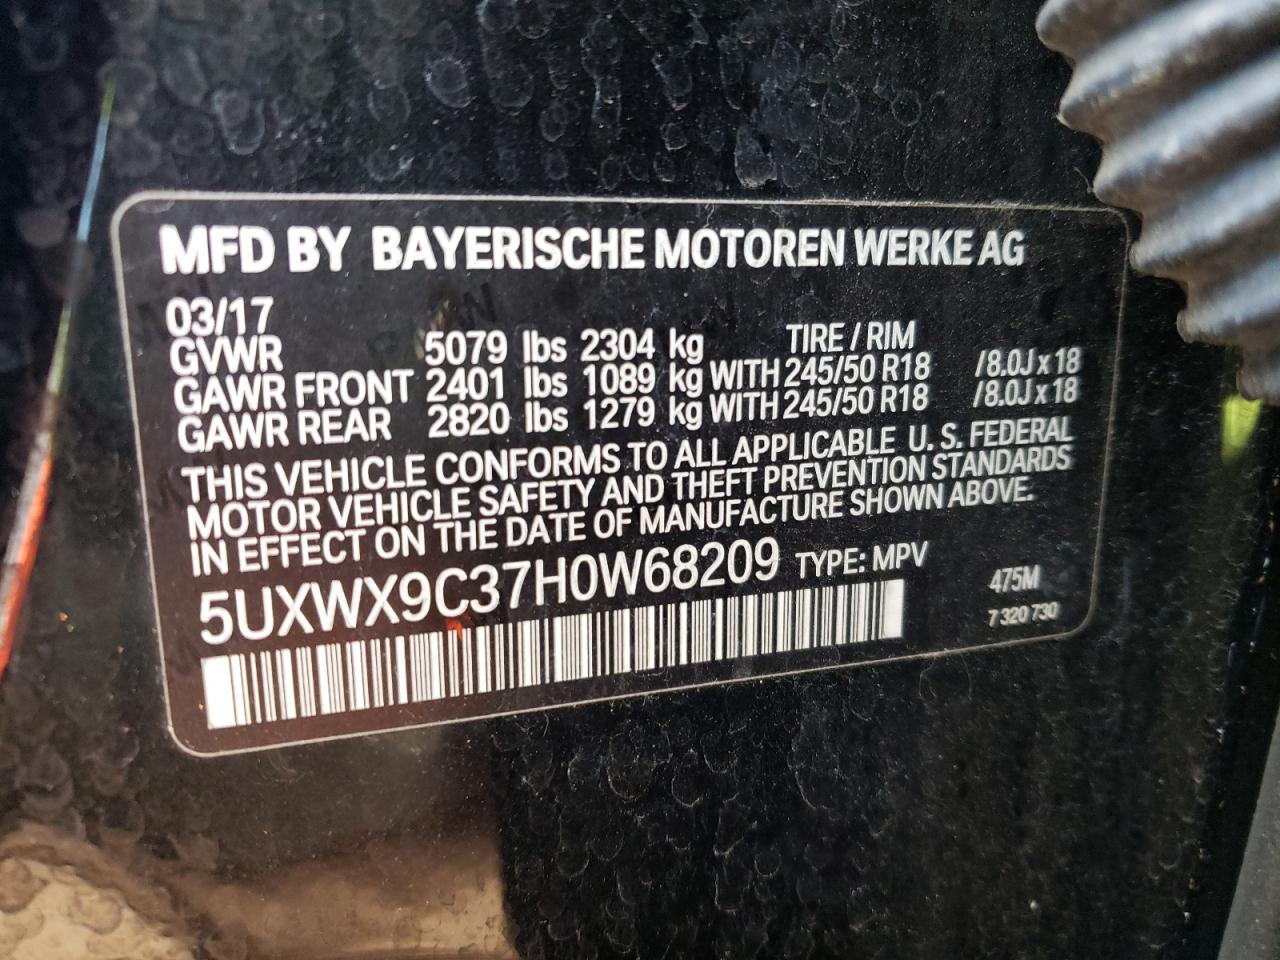 MFD BY BAYERISCHE MOTOREN WERKE AG
03/17 TIRE / RIM
GVWR 5079 lbs 2304 kg
GAWR FRONT 2401 lbs 1089 kg WITH 245/50 R18 /8.0J x 18
GAWR REAR 2820 lbs 1279 kg WITH 245/50 R18 /8.0J x 18
THIS VEHICLE CONFORMS TO ALL APPLICABLE U. S. FEDERAL
MOTOR VEHICLE SAFETY AND THEFT PREVENTION STANDARDS
IN EFFECT ON THE DATE OF MANUFACTURE SHOWN ABOVE.
5UXWX9C37H0W68209 TYPE: MPV
475M
7 320 730